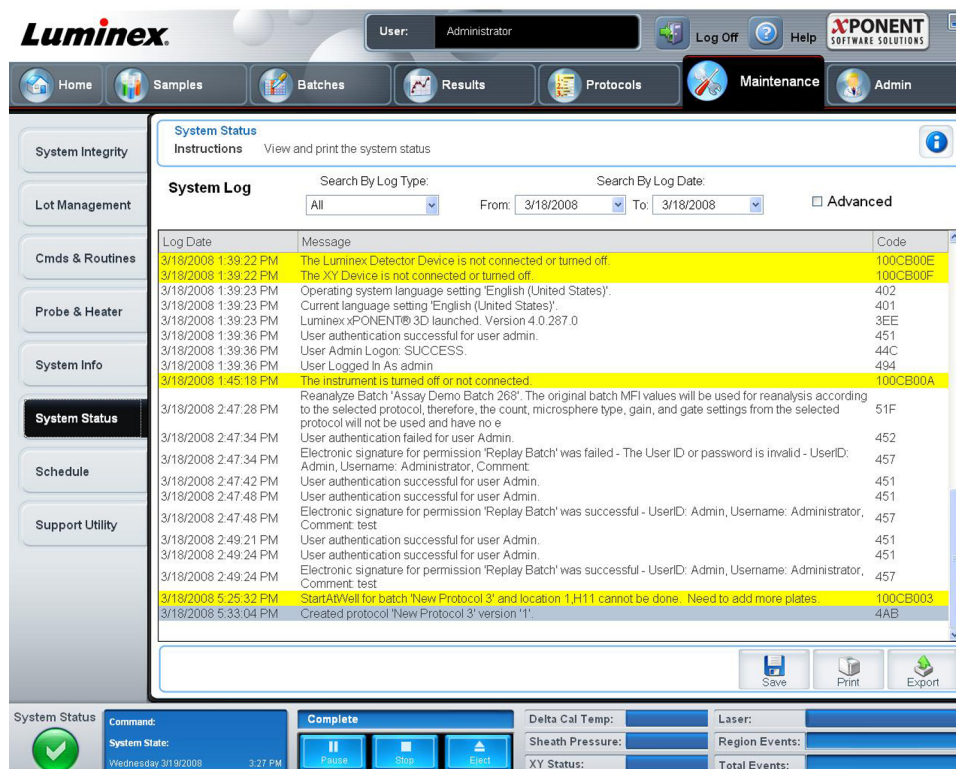 Luminex.
User: Administrator
Log Off
Help
XPONENT
SOFTWARE SOLUTIONS
Home
Samples
Batches
Results
Protocols
Maintenance
Admin
System Integrity
Lot Management
Cmds & Routines
Probe & Heater
System Info
System Status
Schedule
Support Utility
System Status
Instructions View and print the system status
System Log
Search By Log Type:
All
Search By Log Date:
From: 3/18/2008 To: 3/18/2008
Advanced
Log Date Message Code
3/18/2008 1:39:22 PM The Luminex Detector Device is not connected or turned off. 100CB00E
3/18/2008 1:39:22 PM The XY Device is not connected or turned off. 100CB00F
3/18/2008 1:39:23 PM Operating system language setting 'English (United States)'. 402
3/18/2008 1:39:23 PM Current language setting 'English (United States)'. 401
3/18/2008 1:39:23 PM Luminex xPONENT® 3D launched. Version 4.0.287.0 3EE
3/18/2008 1:39:36 PM User authentication successful for user admin. 451
3/18/2008 1:39:36 PM User Admin Logon: SUCCESS. 44C
3/18/2008 1:39:36 PM User Logged In As admin 494
3/18/2008 1:45:18 PM The instrument is turned off or not connected. 100CB00A
Reanalyze Batch 'Assay Demo Batch 268'. The original batch MFI values will be used for reanalysis according
3/18/2008 2:47:28 PM to the selected protocol, therefore, the count, microsphere type, gain, and gate settings from the selected 51F
protocol will not be used and have no e
3/18/2008 2:47:34 PM User authentication failed for user Admin. 452
Electronic signature for permission 'Replay Batch' was failed - The User ID or password is invalid - UserID:
3/18/2008 2:47:34 PM Admin, Username: Administrator, Comment: 457
3/18/2008 2:47:42 PM User authentication successful for user Admin. 451
3/18/2008 2:47:48 PM User authentication successful for user Admin. 451
Electronic signature for permission 'Replay Batch' was successful - UserID: Admin, Username: Administrator,
3/18/2008 2:47:48 PM Comment: test 457
3/18/2008 2:49:21 PM User authentication successful for user Admin. 451
3/18/2008 2:49:24 PM User authentication successful for user Admin. 451
Electronic signature for permission 'Replay Batch' was successful - UserID: Admin, Username: Administrator,
3/18/2008 2:49:24 PM Comment: test 457
3/18/2008 5:25:32 PM StartAtWell for batch 'New Protocol 3' and location 1,H11 cannot be done. Need to add more plates. 100CB003
3/18/2008 5:33:04 PM Created protocol 'New Protocol 3' version '1'. 4AB
Save
Print
Export
System Status
Command:
System State:
Wednesday 3/19/2008 3:27 PM
Complete
Pause
Stop
Eject
Delta Cal Temp:
Sheath Pressure:
XY Status:
Laser:
Region Events:
Total Events: